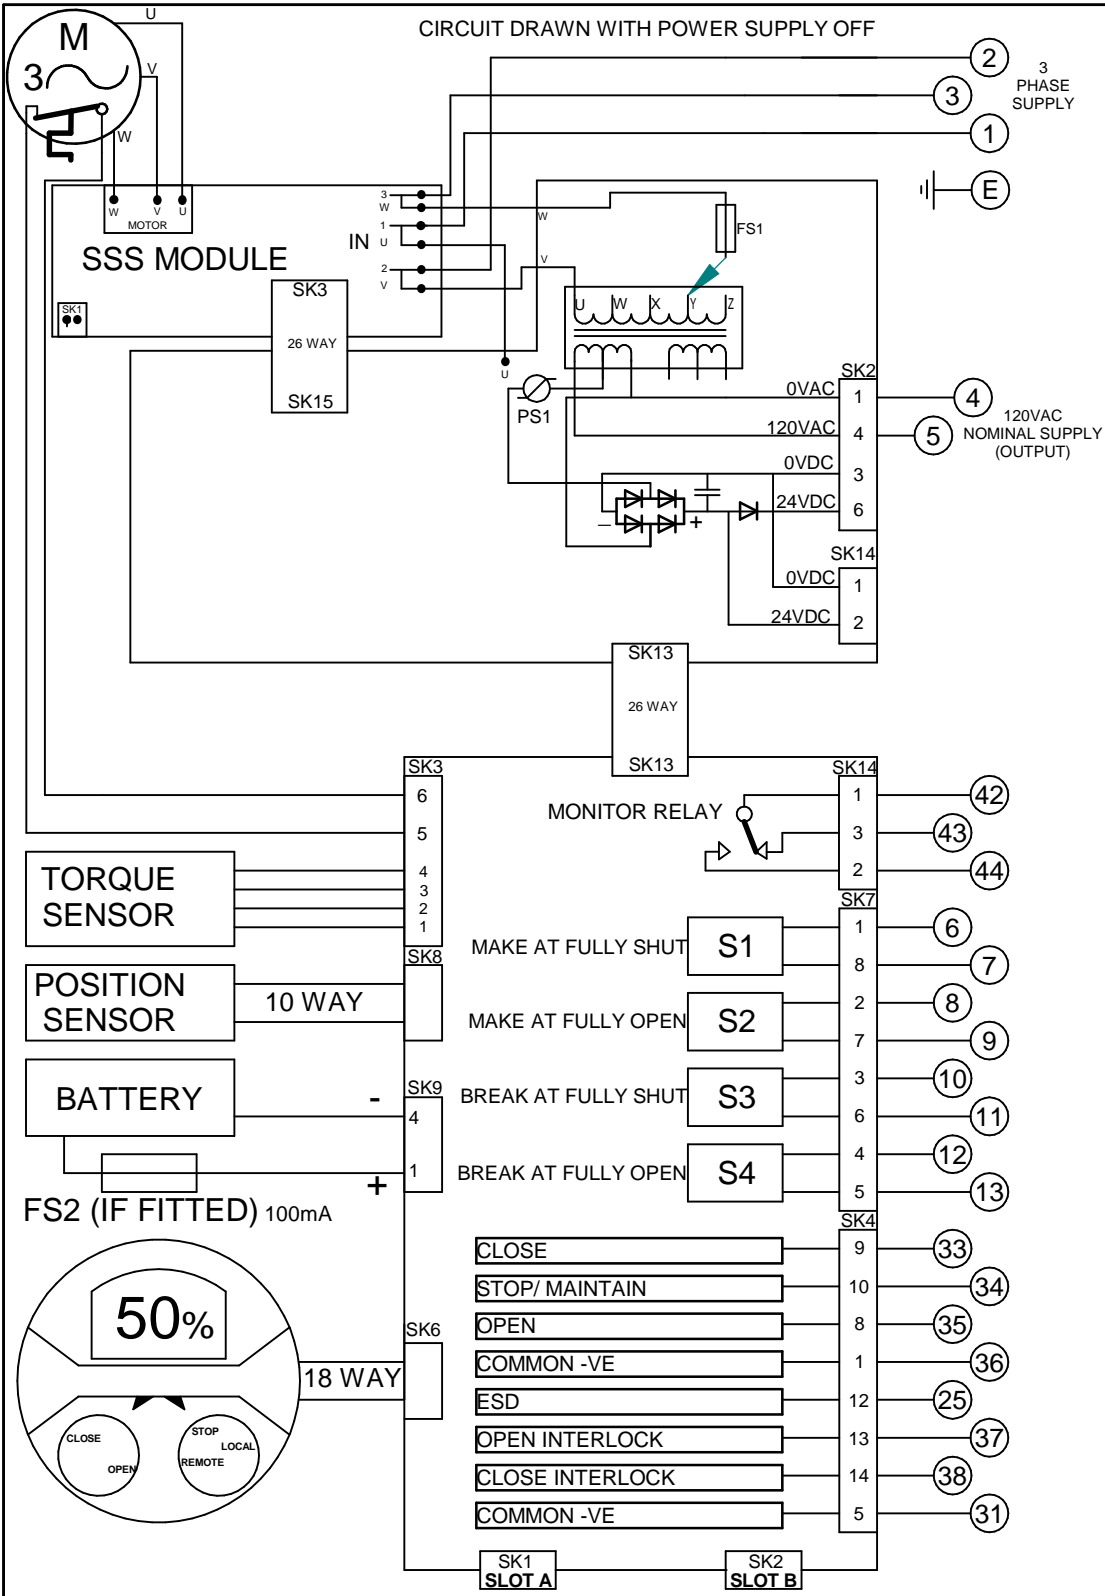 CIRCUIT DRAWN WITH POWER SUPPLY OFF
U
M
3
V
W
2
3
PHASE
SUPPLY
3
1
E
W V U
MOTOR
SSS MODULE
IN
3
W
1
U
2
V
W
V
U
FS1
SK1
SK3
26 WAY
SK15
U W X Y Z
PS1
SK2
0VAC 1 4
120VAC 4 5
120VAC
NOMINAL SUPPLY
(OUTPUT)
0VDC 3
24VDC 6
– +
SK14
0VDC 1
24VDC 2
SK13
26 WAY
SK13
SK3
6
5
4
3
2
1
TORQUE
SENSOR
SK8
POSITION
SENSOR
10 WAY
SK9
BATTERY
- 4
1
+
FS2 (IF FITTED) 100mA
50%
CLOSE
OPEN
STOP
LOCAL
REMOTE
18 WAY
SK6
SK14
MONITOR RELAY
1 42
3 43
2 44
SK7
MAKE AT FULLY SHUT S1
1 6
8 7
MAKE AT FULLY OPEN S2
2 8
7 9
BREAK AT FULLY SHUT S3
3 10
6 11
BREAK AT FULLY OPEN S4
4 12
5 13
SK4
CLOSE 9 33
STOP/ MAINTAIN 10 34
OPEN 8 35
COMMON -VE 1 36
ESD 12 25
OPEN INTERLOCK 13 37
CLOSE INTERLOCK 14 38
COMMON -VE 5 31
SK1
SLOT A
SK2
SLOT B